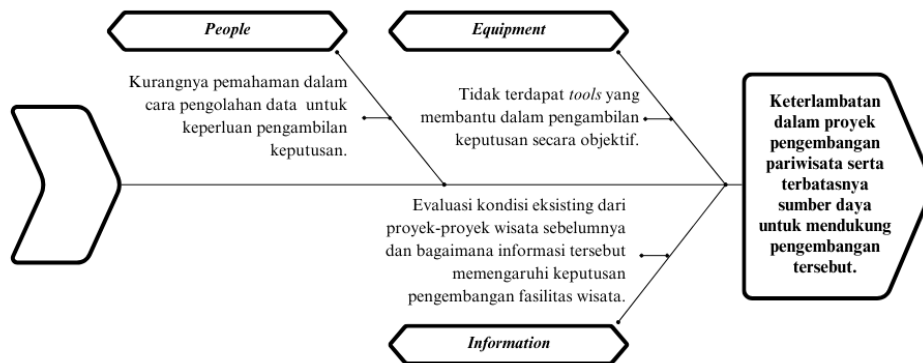 People
Equipment
Kurangnya pemahaman dalam
cara pengolahan data untuk
keperluan pengambilan
keputusan.
Tidak terdapat tools yang
membantu dalam pengambilan
keputusan secara objektif.
Keterlambatan
dalam proyek
pengembangan
pariwisata serta
terbatasnya
sumber daya
untuk mendukung
pengembangan
tersebut.
Evaluasi kondisi eksisting dari
proyek-proyek wisata sebelumnya
dan bagaimana informasi tersebut
memengaruhi keputusan
pengembangan fasilitas wisata.
Information